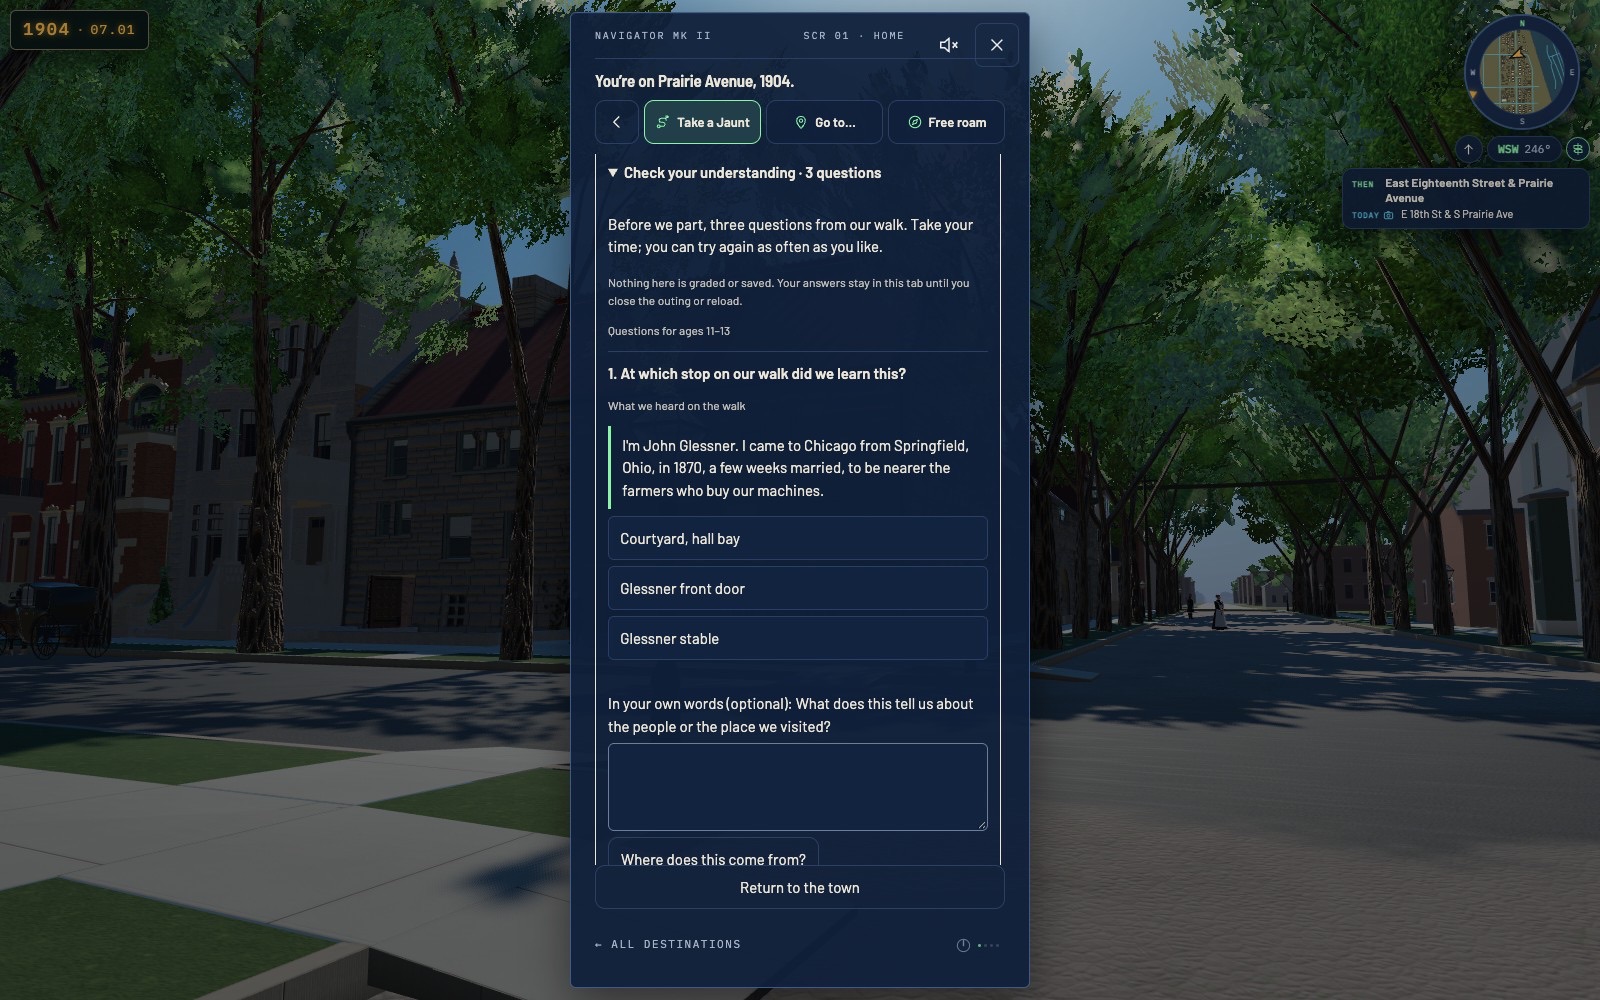 1904 · 07.01
NAVIGATOR MK II
SCR 01 · HOME
You're on Prairie Avenue, 1904.
Take a Jaunt
Go to...
Free roam
Check your understanding · 3 questions
Before we part, three questions from our walk. Take your
time; you can try again as often as you like.
Nothing here is graded or saved. Your answers stay in this tab until you
close the outing or reload.
Questions for ages 11–13
1. At which stop on our walk did we learn this?
What we heard on the walk
I'm John Glessner. I came to Chicago from Springfield,
Ohio, in 1870, a few weeks married, to be nearer the
farmers who buy our machines.
Courtyard, hall bay
Glessner front door
Glessner stable
In your own words (optional): What does this tell us about
the people or the place we visited?
Where does this come from?
Return to the town
← ALL DESTINATIONS
N
W
E
S
WSW 246°
THEN East Eighteenth Street & Prairie
Avenue
TODAY E 18th St & S Prairie Ave